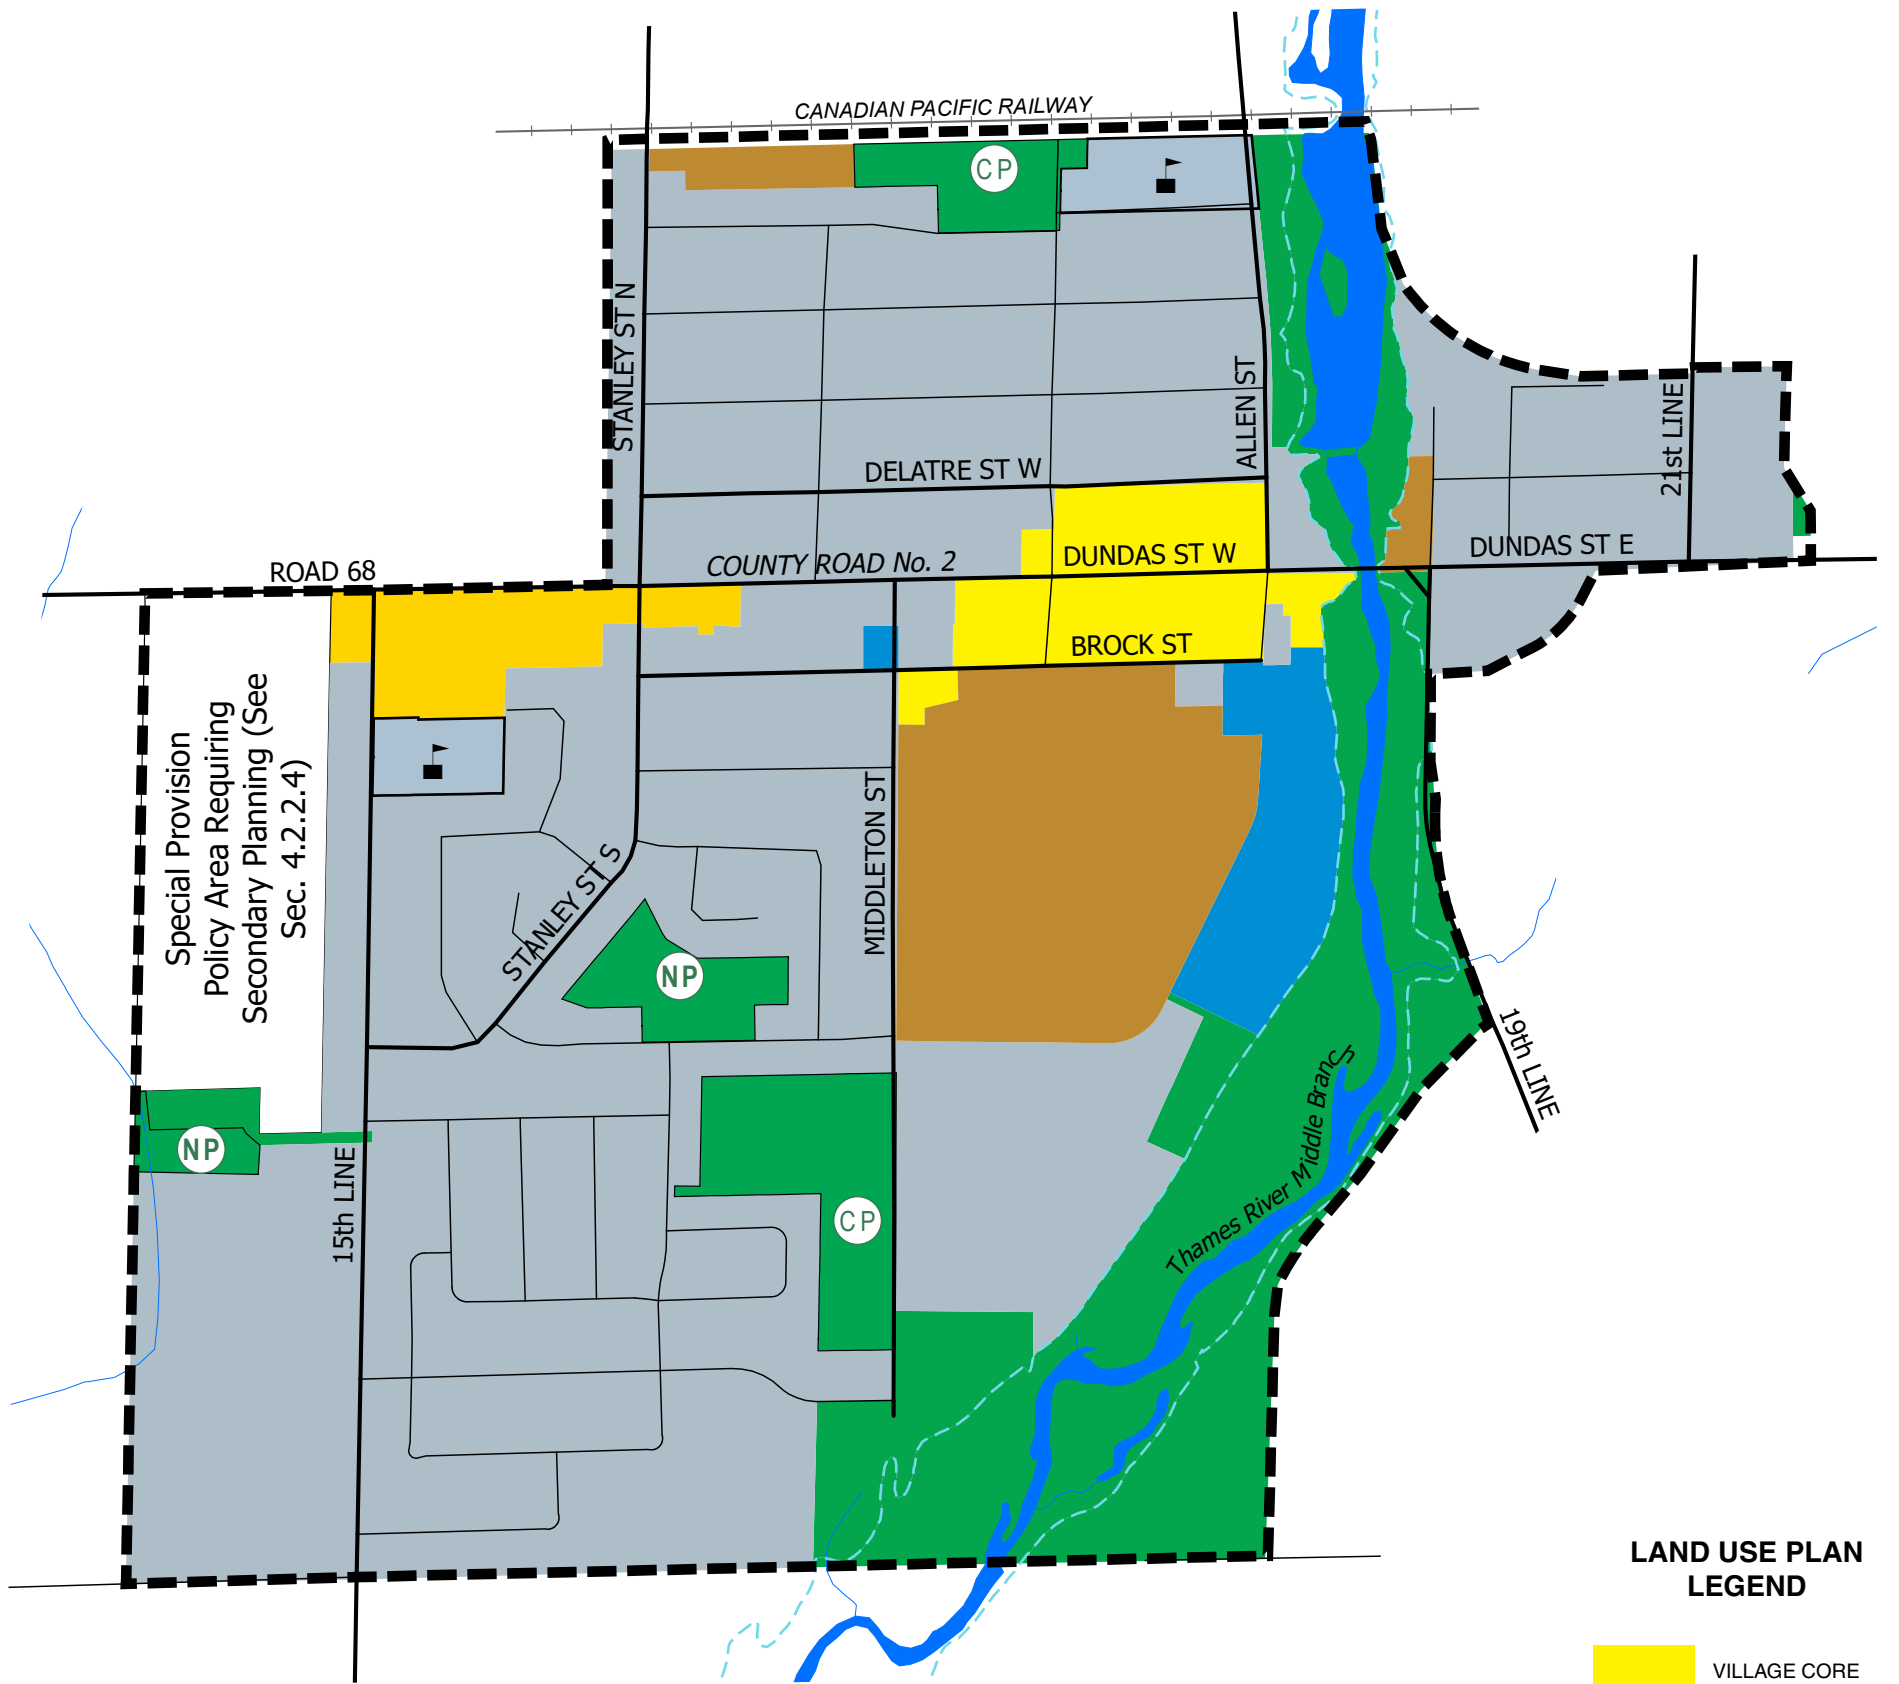 CANADIAN PACIFIC RAILWAY
CP
STANLEY ST N
ALLEN ST
21st LINE
DELATRE ST W
COUNTY ROAD No. 2
DUNDAS ST W
DUNDAS ST E
ROAD 68
BROCK ST
Special Provision
Policy Area Requiring
Secondary Planning (See
Sec. 4.2.2.4)
STANLEY ST S
MIDDLETON ST
NP
19th LINE
NP
15th LINE
CP
Thames River Middle Branch
LAND USE PLAN
LEGEND
VILLAGE CORE